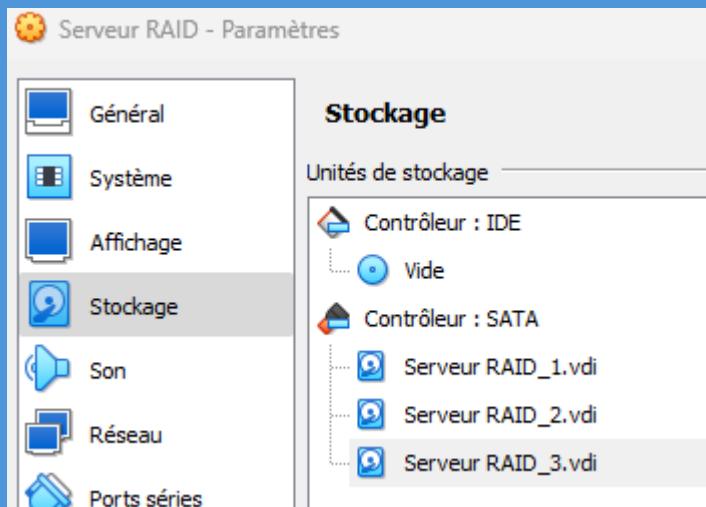 Serveur RAID - Paramètres
Général
Système
Affichage
Stockage
Son
Réseau
Ports séries
Stockage
Unités de stockage
Contrôleur : IDE
Vide
Contrôleur : SATA
Serveur RAID_1.vdi
Serveur RAID_2.vdi
Serveur RAID_3.vdi